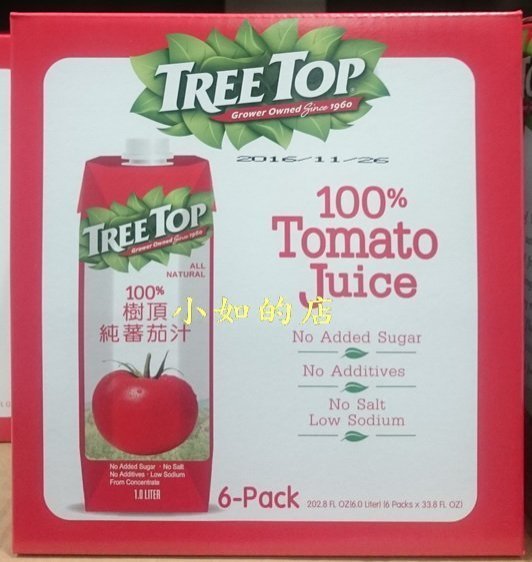 TREE TOP®
Grower Owned Since 1960
2016/11/26
TREE TOP
Grower Owned Since 1960
ALL
NATURAL
100%
樹頂
純蕃茄汁
No Added Sugar · No Salt
No Additives · Low Sodium
From Concentrate
1.0 LITER
100%
Tomato
Juice
小如的店
No Added Sugar
No Additives
No Salt
Low Sodium
6-Pack 202.8 FL OZ(6.0 Liter) (6 Packs x 33.8 FL OZ)